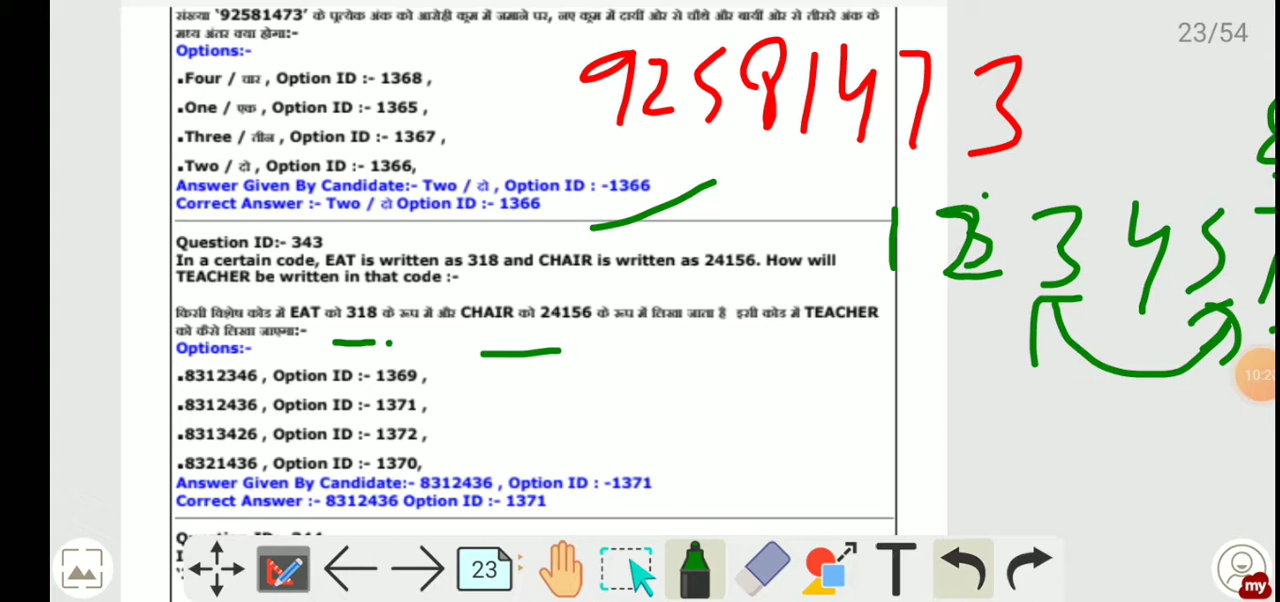 संख्या ‘92581473’ के प्रत्येक अंक को आरोही क्रम में जमाने पर, नए क्रम में दायीं ओर से चौथे और बायीं ओर से तीसरे अंक के
मध्य अंतर क्या होगा:-
Options:-
.Four / चार , Option ID :- 1368 ,
.One / एक , Option ID :- 1365 ,
.Three / तीन , Option ID :- 1367 ,
.Two / दो , Option ID :- 1366,
Answer Given By Candidate:- Two / दो , Option ID : -1366
Correct Answer :- Two / दो Option ID :- 1366
92581473
23/54
3 4 5 7
Question ID:- 343
In a certain code, EAT is written as 318 and CHAIR is written as 24156. How will
TEACHER be written in that code :-
किसी विशेष कोड में EAT को 318 के रूप में और CHAIR को 24156 के रूप में लिखा जाता है इसी कोड में TEACHER
को कैसे लिखा जाएगा:-
Options:-
.8312346 , Option ID :- 1369 ,
.8312436 , Option ID :- 1371 ,
.8313426 , Option ID :- 1372 ,
.8321436 , Option ID :- 1370,
Answer Given By Candidate:- 8312436 , Option ID : -1371
Correct Answer :- 8312436 Option ID :- 1371
23
T
my